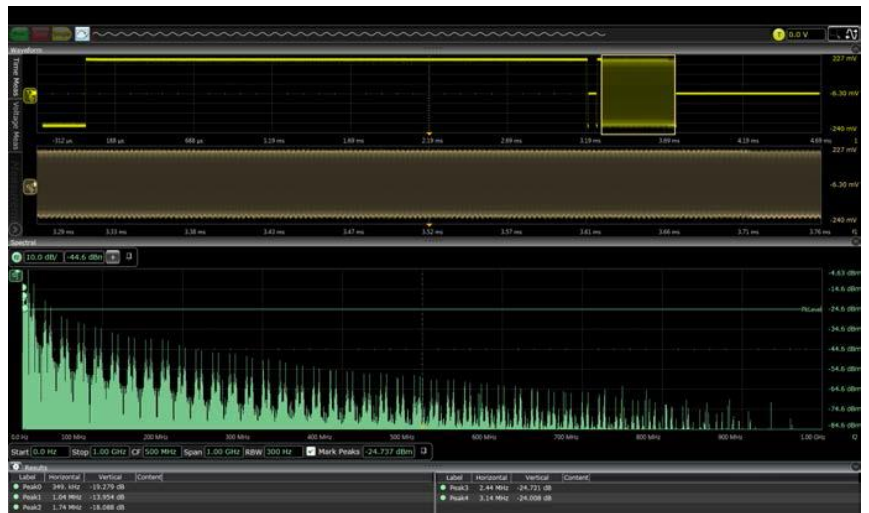 T 0.0 V
Waveform
Time Meas
Voltage Meas
227 mV
-6.30 mV
-240 mV
-312 µs 188 µs 688 µs 1.19 ms 1.69 ms 2.19 ms 2.69 ms 3.19 ms 3.69 ms 4.19 ms 4.69 ms
227 mV
-6.30 mV
-240 mV
3.29 ms 3.33 ms 3.38 ms 3.43 ms 3.47 ms 3.52 ms 3.57 ms 3.61 ms 3.66 ms 3.71 ms 3.76 ms f1
Spectral
10.0 dB/ -44.6 dBm
-4.63 dBm
-14.6 dBm
PkLevel -24.6 dBm
-34.6 dBm
-44.6 dBm
-54.6 dBm
-64.6 dBm
-74.6 dBm
-84.6 dBm
0.0 Hz 100 MHz 200 MHz 300 MHz 400 MHz 500 MHz 600 MHz 700 MHz 800 MHz 900 MHz 1.00 GHz f2
Start 0.0 Hz Stop 1.00 GHz CF 500 MHz Span 1.00 GHz RBW 300 Hz Mark Peaks -24.737 dBm
Results
Label Horizontal Vertical Content
Peak0 349. kHz -19.279 dB
Peak1 1.04 MHz -13.954 dB
Peak2 1.74 MHz -18.088 dB
Label Horizontal Vertical Content
Peak3 2.44 MHz -24.721 dB
Peak4 3.14 MHz -24.008 dB